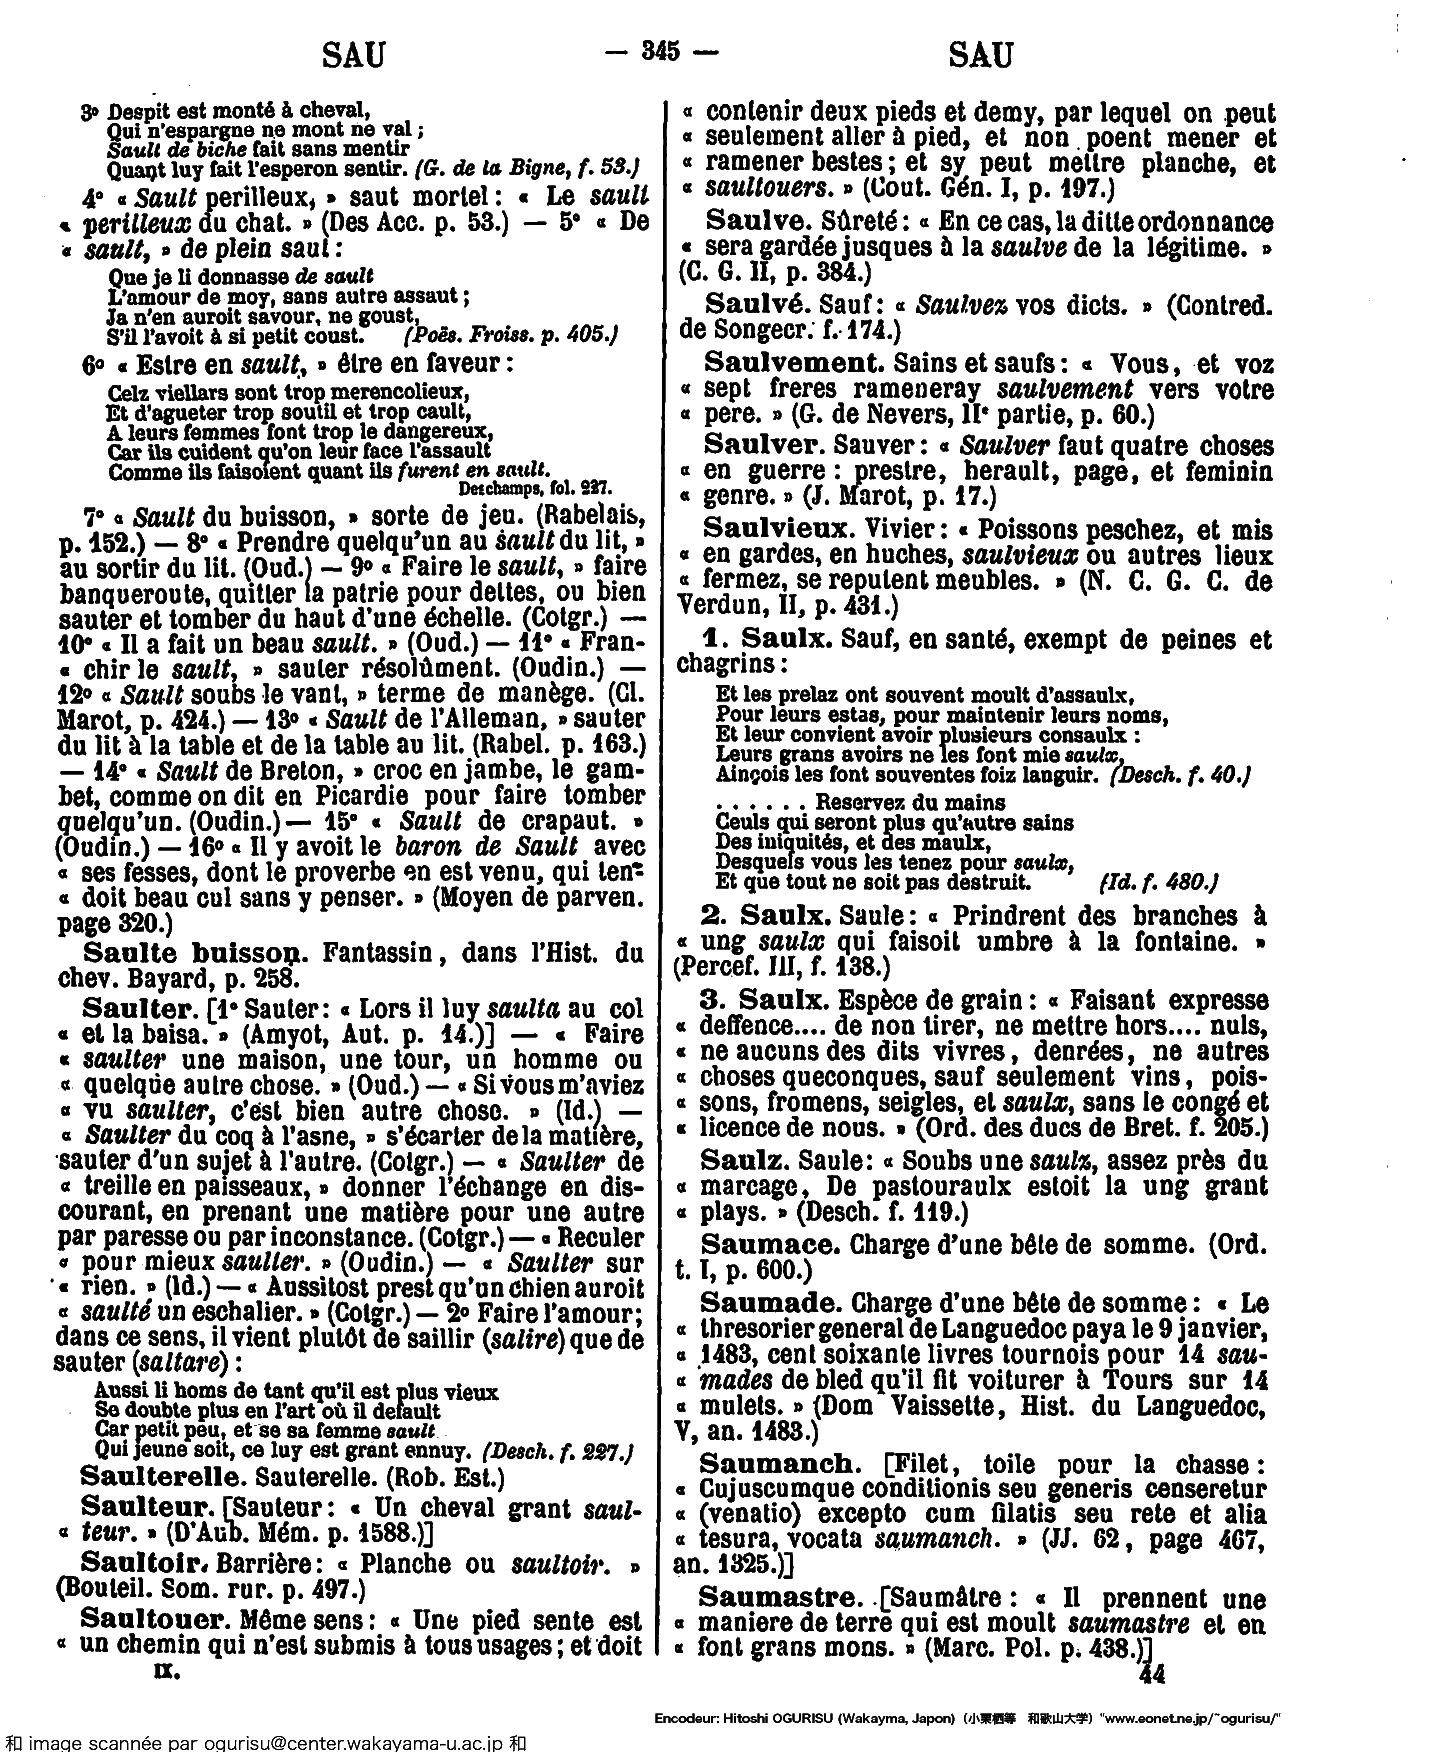 SAU — 345 — SAU
3º Despit est monté à cheval,
Qui n'espargne ne mont ne val ;
Sault de biche fait sans mentir
Quant luy fait l'esperon sentir. (G. de la Bigne, f. 53.)
4º « Sault perilleux, » saut mortel : « Le sault
« perilleux du chat. » (Des Acc. p. 53.) — 5º « De
« sault, » de plein saut :
Que je li donnasse de sault
L'amour de moy, sans autre assaut ;
Ja n'en auroit savour, ne goust,
S'il l'avoit à si petit coust. (Poës. Froiss. p. 405.)
6º « Estre en sault, » être en faveur :
Celz viellars sont trop merencolieux,
Et d'agueter trop soutil et trop cault,
A leurs femmes font trop le dangereux,
Car ils cuident qu'on leur face l'assault
Comme ils faisoient quant ils furent en sault.
Deschamps, fol. 227.
7º « Sault du buisson, » sorte de jeu. (Rabelais,
p. 152.) — 8º « Prendre quelqu'un au sault du lit, »
au sortir du lit. (Oud.) — 9º « Faire le sault, » faire
banqueroute, quitter la patrie pour dettes, ou bien
sauter et tomber du haut d'une échelle. (Cotgr.) —
10º « Il a fait un beau sault. » (Oud.) — 11º « Fran-
« chir le sault, » sauter résolûment. (Oudin.) —
12º « Sault soubs le vant, » terme de manège. (Cl.
Marot, p. 424.) — 13º « Sault de l'Alleman, » sauter
du lit à la table et de la table au lit. (Rabel. p. 163.)
— 14º « Sault de Breton, » croc en jambe, le gam-
bet, comme on dit en Picardie pour faire tomber
quelqu'un. (Oudin.) — 15º « Sault de crapaut. »
(Oudin.) — 16º « Il y avoit le baron de Sault avec
« ses fesses, dont le proverbe en est venu, qui ten-
« doit beau cul sans y penser. » (Moyen de parven.
page 320.)
Saulte buisson. Fantassin, dans l'Hist. du
chev. Bayard, p. 258.
Saulter. [1º Sauter : « Lors il luy saulta au col
« et la baisa. » (Amyot, Aut. p. 14.)] — « Faire
« saulter une maison, une tour, un homme ou
« quelque autre chose. » (Oud.) — « Si vous m'aviez
« vu saulter, c'est bien autre chose. » (Id.) —
« Saulter du coq à l'asne, » s'écarter de la matière,
sauter d'un sujet à l'autre. (Cotgr.) — « Saulter de
« treille en paisseaux, » donner l'échange en dis-
courant, en prenant une matière pour une autre
par paresse ou par inconstance. (Cotgr.) — « Reculer
« pour mieux saulter. » (Oudin.) — « Saulter sur
« rien. » (Id.) — « Aussitost prest qu'un chien auroit
« saulté un eschalier. » (Cotgr.) — 2º Faire l'amour ;
dans ce sens, il vient plutôt de saillir (salire) que de
sauter (saltare) :
Aussi li homs de tant qu'il est plus vieux
Se doubte plus en l'art où il default
Car petit peu, et se sa femme sault
Qui jeune soit, ce luy est grant ennuy. (Desch. f. 227.)
Saulterelle. Sauterelle. (Rob. Est.)
Saulteur. [Sauteur : « Un cheval grant saul-
« teur. » (D'Aub. Mém. p. 1588.)]
Saultoir. Barrière : « Planche ou saultoir. »
(Bouteil. Som. rur. p. 497.)
Saultouer. Même sens : « Une pied sente est
« un chemin qui n'est submis à tous usages ; et doit
IX.
« contenir deux pieds et demy, par lequel on peut
« seulement aller à pied, et non poent mener et
« ramener bestes ; et sy peut mettre planche, et
« saultouers. » (Cout. Gén. I, p. 197.)
Saulve. Sûreté : « En ce cas, la ditte ordonnance
« sera gardée jusques à la saulve de la légitime. »
(C. G. II, p. 384.)
Saulvé. Sauf : « Saulvez vos dicts. » (Contred.
de Songecr. f. 174.)
Saulvement. Sains et saufs : « Vous, et voz
« sept freres rameneray saulvement vers votre
« pere. » (G. de Nevers, IIº partie, p. 60.)
Saulver. Sauver : « Saulver faut quatre choses
« en guerre : prestre, herault, page, et feminin
« genre. » (J. Marot, p. 17.)
Saulvieux. Vivier : « Poissons peschez, et mis
« en gardes, en huches, saulvieux ou autres lieux
« fermez, se reputent meubles. » (N. C. G. C. de
Verdun, II, p. 431.)
1. Saulx. Sauf, en santé, exempt de peines et
chagrins :
Et les prelaz ont souvent moult d'assaulx,
Pour leurs estas, pour maintenir leurs noms,
Et leur convient avoir plusieurs consaulx :
Leurs grans avoirs ne les font mie saulx,
Ainçois les font souventes foiz languir. (Desch. f. 40.)
. . . . . . Reservez du mains
Ceuls qui seront plus qu'autre sains
Des iniquités, et des maulx,
Desquels vous les tenez pour saulx,
Et que tout ne soit pas destruit. (Id. f. 480.)
2. Saulx. Saule : « Prindrent des branches à
« ung saulx qui faisoit umbre à la fontaine. »
(Percef. III, f. 138.)
3. Saulx. Espèce de grain : « Faisant expresse
« deffence.... de non tirer, ne mettre hors.... nuls,
« ne aucuns des dits vivres, denrées, ne autres
« choses queconques, sauf seulement vins, pois-
« sons, fromens, seigles, et saulx, sans le congé et
« licence de nous. » (Ord. des ducs de Bret. f. 205.)
Saulz. Saule : « Soubs une saulz, assez près du
« marcage, De pastouraulx estoit la ung grant
« plays. » (Desch. f. 119.)
Saumace. Charge d'une bête de somme. (Ord.
t. I, p. 600.)
Saumade. Charge d'une bête de somme : « Le
« thresorier general de Languedoc paya le 9 janvier,
« 1483, cent soixante livres tournois pour 14 sau-
« mades de bled qu'il fit voiturer à Tours sur 14
« mulets. » (Dom Vaissette, Hist. du Languedoc,
V, an. 1483.)
Saumanch. [Filet, toile pour la chasse :
« Cujuscumque conditionis seu generis censeretur
« (venatio) excepto cum filatis seu rete et alia
« tesura, vocata saumanch. » (JJ. 62, page 467,
an. 1325.)]
Saumastre. [Saumâtre : « Il prennent une
« maniere de terre qui est moult saumastre et en
« font grans mons. » (Marc. Pol. p. 438.)]
44
Encodeur: Hitoshi OGURISU (Wakayma, Japon) (小栗栖等 和歌山大学) "www.eonet.ne.jp/~ogurisu/"
和 image scannée par ogurisu@center.wakayama-u.ac.jp 和